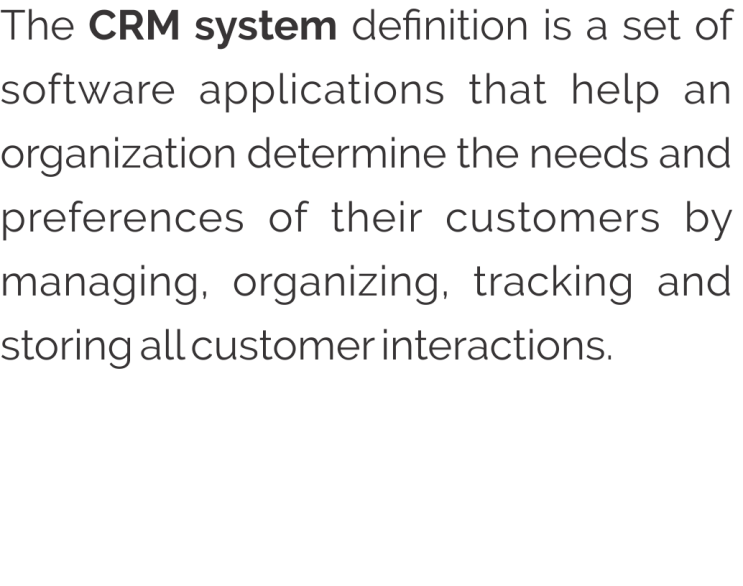 The CRM system definition is a set of
software applications that help an
organization determine the needs and
preferences of their customers by
managing, organizing, tracking and
storing all customer interactions.